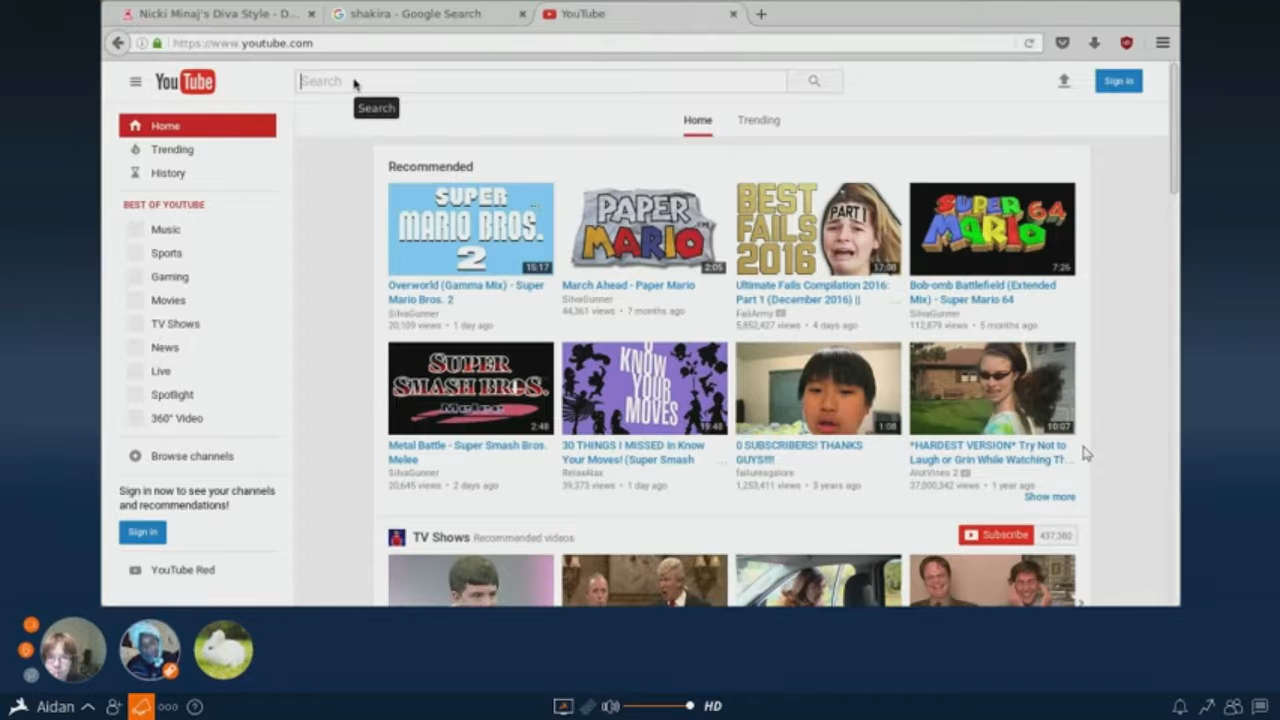 Nicki Minaj's Diva Style - D...
shakira - Google Search
YouTube
https://www.youtube.com
YouTube
Search
Sign in
Search
Home
Trending
Home
Trending
History
BEST OF YOUTUBE
Music
Sports
Gaming
Movies
TV Shows
News
Live
Spotlight
360° Video
Browse channels
Sign in now to see your channels
and recommendations!
Sign in
YouTube Red
Recommended
SUPER
MARIO BROS.
2
15:17
PAPER
MARIO
2:05
BEST
FAILS
2016
PART 1
17:08
SUPER
MARIO 64
7:26
Overworld (Gamma Mix) - Super
Mario Bros. 2
SilvaGunner
20,109 views • 1 day ago
March Ahead - Paper Mario
SilvaGunner
44,361 views • 7 months ago
Ultimate Fails Compilation 2016:
Part 1 (December 2016) || ...
FailArmy
5,852,427 views • 4 days ago
Bob-omb Battlefield (Extended
Mix) - Super Mario 64
SilvaGunner
112,879 views • 5 months ago
SUPER
SMASH BROS.
Melee
2:48
U KNOW
YOUR
MOVES
19:48
1:08
10:07
Metal Battle - Super Smash Bros.
Melee
SilvaGunner
20,645 views • 2 days ago
30 THINGS I MISSED in Know
Your Moves! (Super Smash ...
RelaxAlax
39,373 views • 1 day ago
0 SUBSCRIBERS! THANKS
GUYS!!!!
failuresgalore
1,253,411 views • 3 years ago
*HARDEST VERSION* Try Not to
Laugh or Grin While Watching Th...
AlotVines 2
37,000,342 views • 1 year ago
Show more
TV Shows Recommended videos
Subscribe 437,380
Aidan
HD